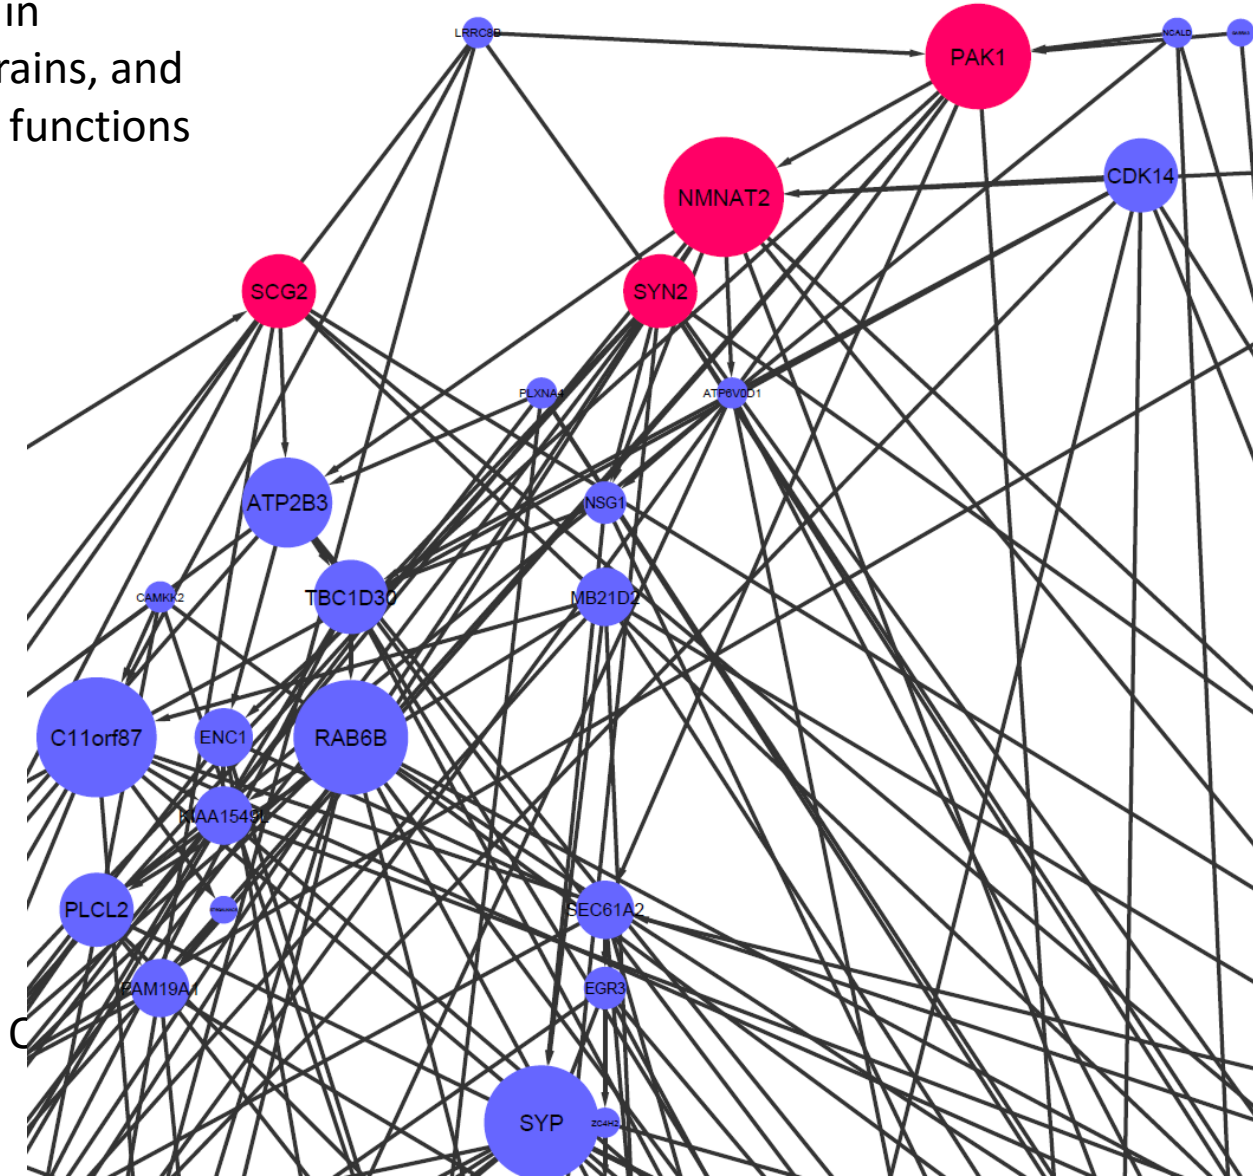 in
rains, and
functions
LRRC8B
PAK1
NCALD
NMNAT2
CDK14
SCG2
SYN2
PLXNA4
ATP6V0D1
ATP2B3
NSG1
CAMKK2
TBC1D30
MB21D2
C11orf87
ENC1
RAB6B
KIAA1549L
PLCL2
SEC61A2
FAM19A1
EGR3
C
SYP
ZC4H2